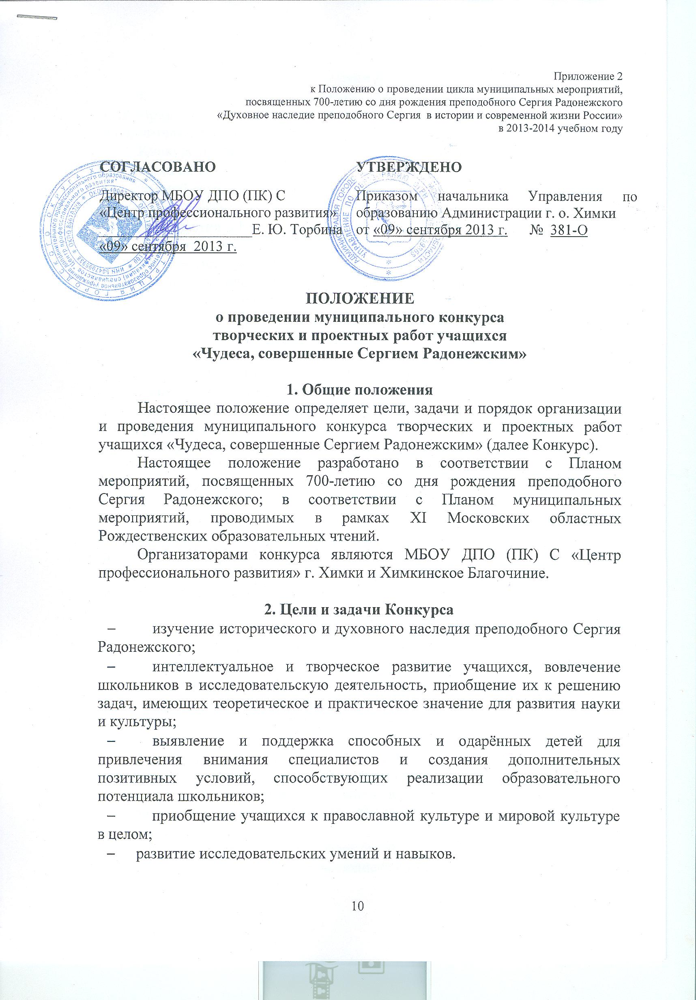 Приложение 2
к Положению о проведении цикла муниципальных мероприятий,
посвященных 700-летию со дня рождения преподобного Сергия Радонежского
«Духовное наследие преподобного Сергия в истории и современной жизни России»
в 2013-2014 учебном году
СОГЛАСОВАНО
Директор МБОУ ДПО (ПК) С
«Центр профессионального развития»
Е. Ю. Торбина
«09» сентября 2013 г.
УТВЕРЖДЕНО
Приказом начальника Управления по
образованию Администрации г. о. Химки
от «09» сентября 2013 г. № 381-О
ПОЛОЖЕНИЕ
о проведении муниципального конкурса
творческих и проектных работ учащихся
«Чудеса, совершенные Сергием Радонежским»
1. Общие положения
Настоящее положение определяет цели, задачи и порядок организации
и проведения муниципального конкурса творческих и проектных работ
учащихся «Чудеса, совершенные Сергием Радонежским» (далее Конкурс).
Настоящее положение разработано в соответствии с Планом
мероприятий, посвященных 700-летию со дня рождения преподобного
Сергия Радонежского; в соответствии с Планом муниципальных
мероприятий, проводимых в рамках XI Московских областных
Рождественских образовательных чтений.
Организаторами конкурса являются МБОУ ДПО (ПК) С «Центр
профессионального развития» г. Химки и Химкинское Благочиние.
2. Цели и задачи Конкурса
– изучение исторического и духовного наследия преподобного Сергия
Радонежского;
– интеллектуальное и творческое развитие учащихся, вовлечение
школьников в исследовательскую деятельность, приобщение их к решению
задач, имеющих теоретическое и практическое значение для развития науки
и культуры;
– выявление и поддержка способных и одарённых детей для
привлечения внимания специалистов и создания дополнительных
позитивных условий, способствующих реализации образовательного
потенциала школьников;
– приобщение учащихся к православной культуре и мировой культуре
в целом;
– развитие исследовательских умений и навыков.
10